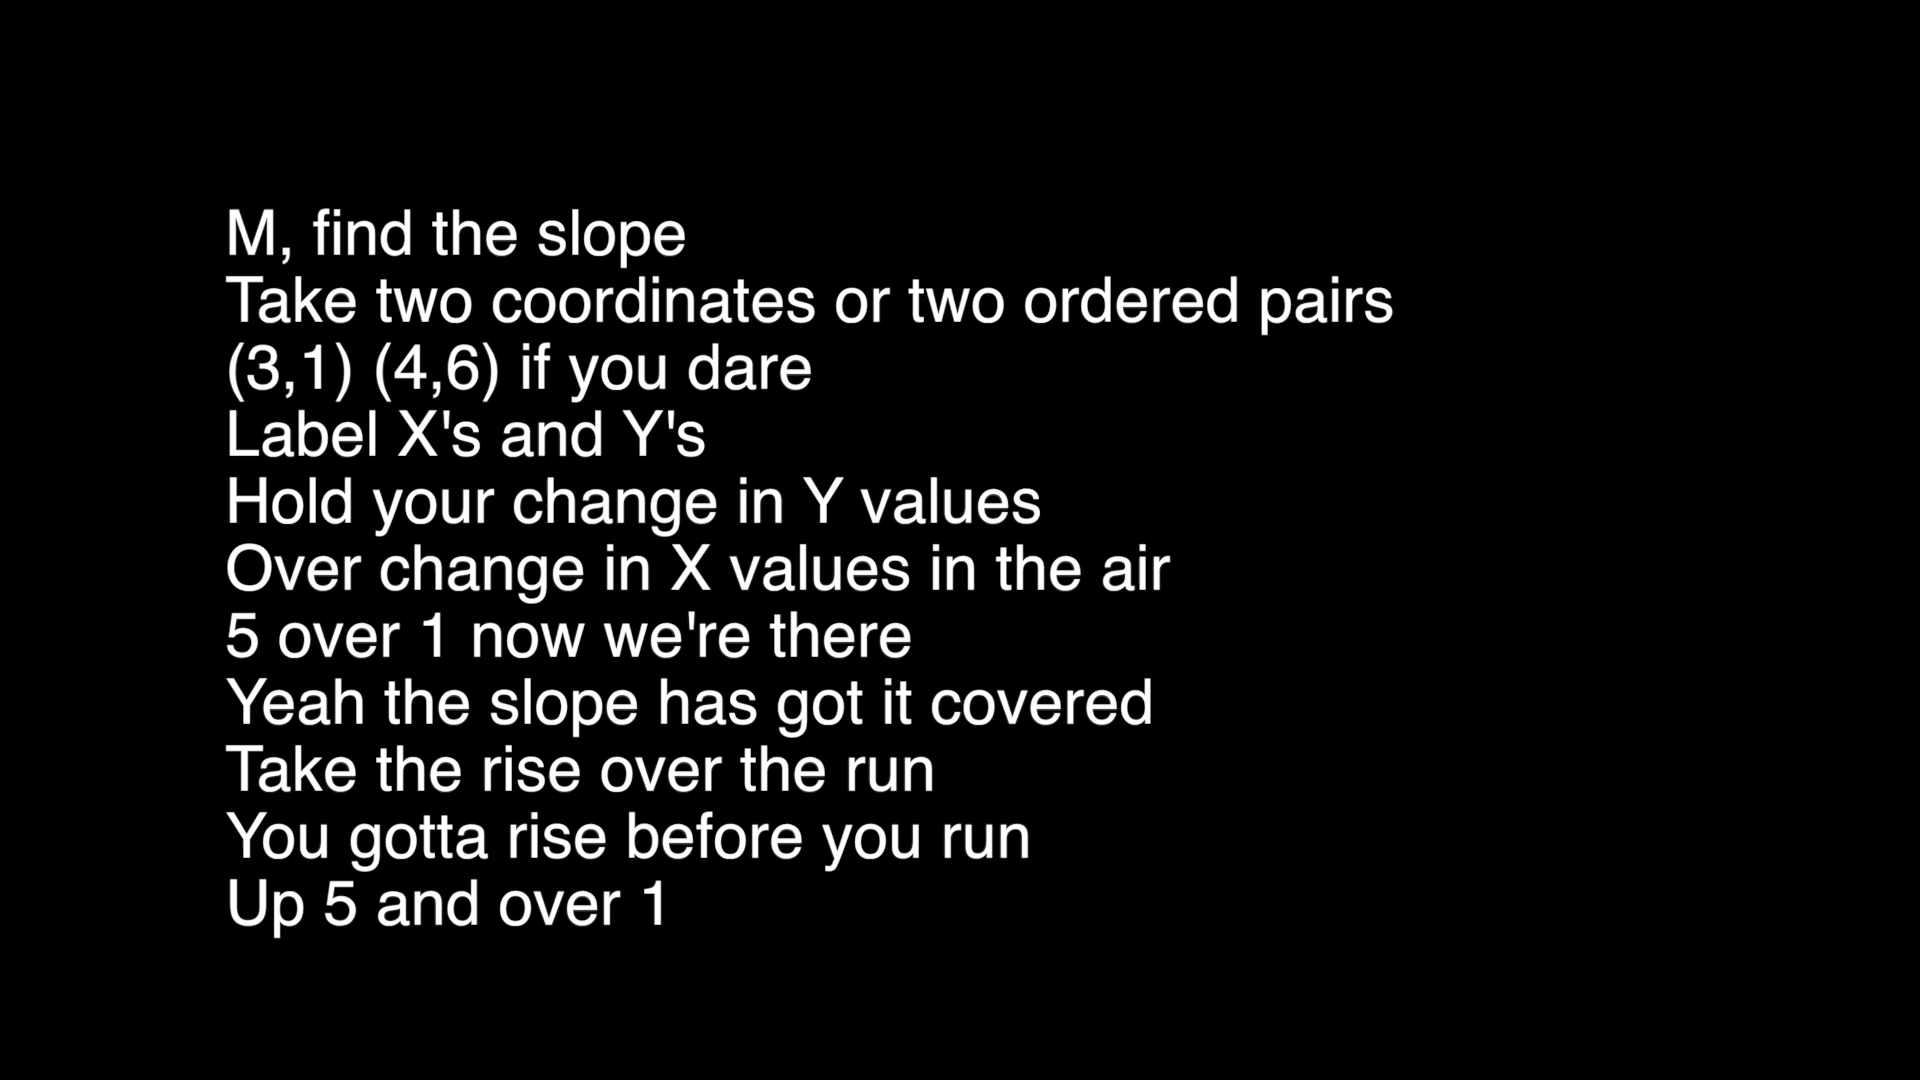 M, find the slope
Take two coordinates or two ordered pairs
(3,1) (4,6) if you dare
Label X's and Y's
Hold your change in Y values
Over change in X values in the air
5 over 1 now we're there
Yeah the slope has got it covered
Take the rise over the run
You gotta rise before you run
Up 5 and over 1